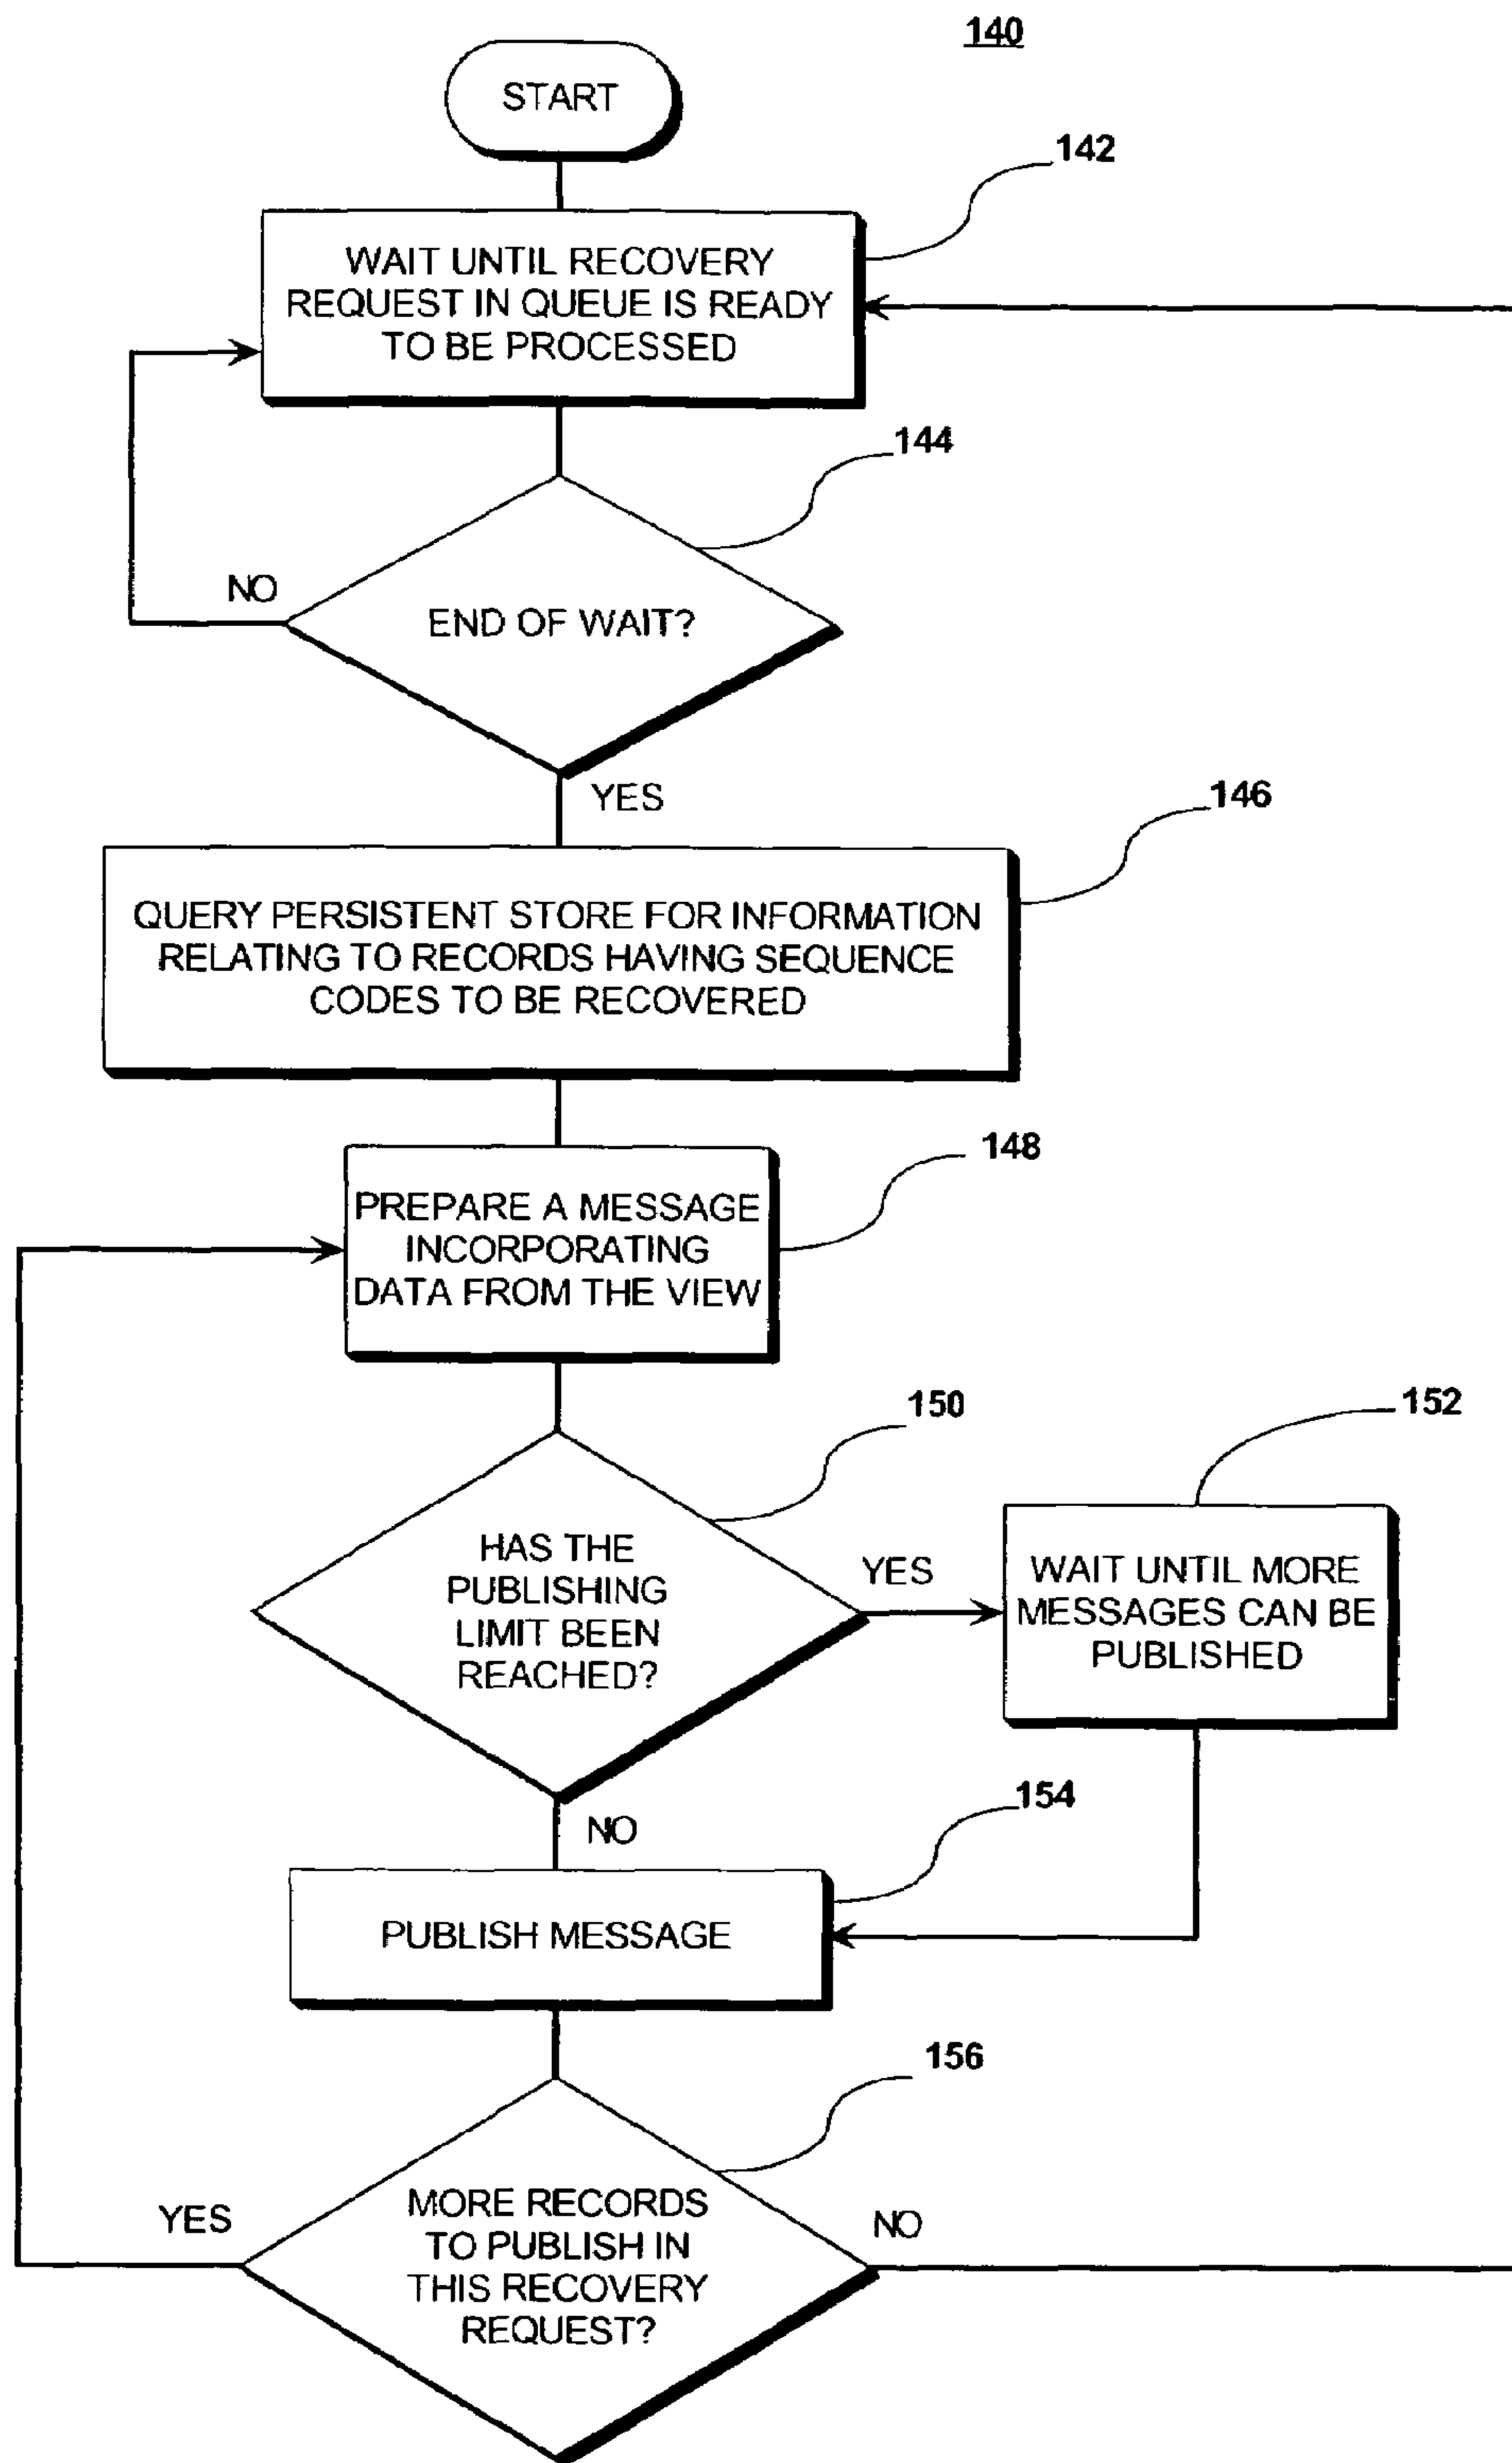 140
START
142
WAIT UNTIL RECOVERY
REQUEST IN QUEUE IS READY
TO BE PROCESSED
144
NO
END OF WAIT?
YES
146
QUERY PERSISTENT STORE FOR INFORMATION
RELATING TO RECORDS HAVING SEQUENCE
CODES TO BE RECOVERED
148
PREPARE A MESSAGE
INCORPORATING
DATA FROM THE VIEW
150
152
HAS THE
PUBLISHING
LIMIT BEEN
REACHED?
YES
WAIT UNTIL MORE
MESSAGES CAN BE
PUBLISHED
NO
154
PUBLISH MESSAGE
156
YES
MORE RECORDS
TO PUBLISH IN
THIS RECOVERY
REQUEST?
NO